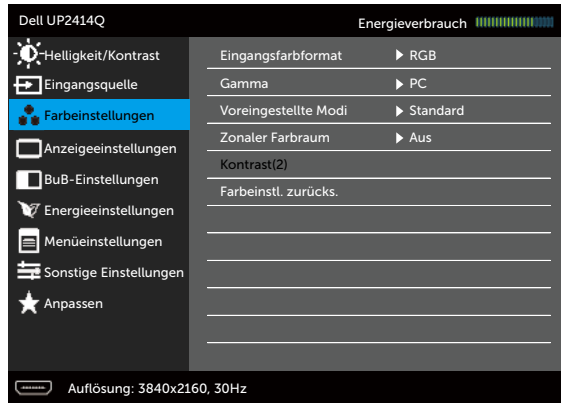 Dell UP2414Q
Energieverbrauch
Helligkeit/Kontrast
Eingangsquelle
Farbeinstellungen
Anzeigeeinstellungen
BuB-Einstellungen
Energieeinstellungen
Menüeinstellungen
Sonstige Einstellungen
Anpassen
Eingangsfarbformat RGB
Gamma PC
Voreingestellte Modi Standard
Zonaler Farbraum Aus
Kontrast(2)
Farbeinstl. zurücks.
Auflösung: 3840x2160, 30Hz